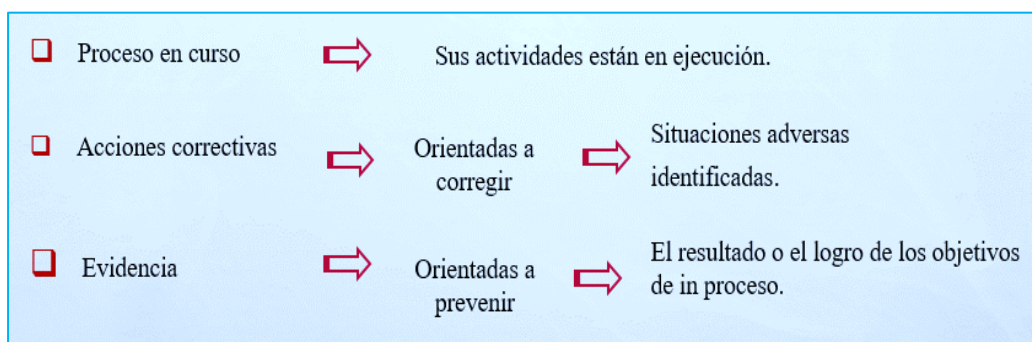 Proceso en curso Sus actividades están en ejecución.
Acciones correctivas Orientadas a corregir Situaciones adversas identificadas.
Evidencia Orientadas a prevenir El resultado o el logro de los objetivos de in proceso.